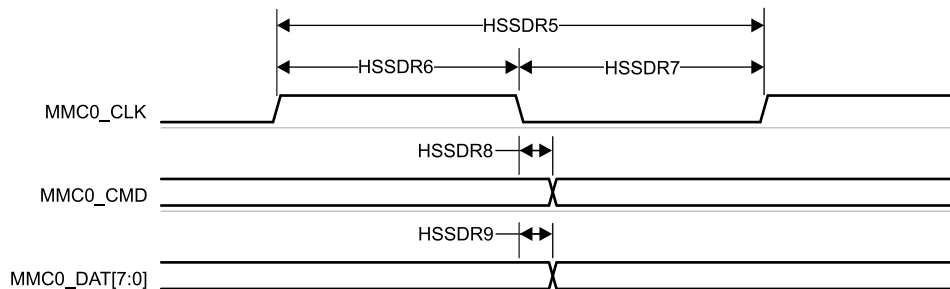 HSSDR5
HSSDR6
HSSDR7
MMC0_CLK
HSSDR8
MMC0_CMD
HSSDR9
MMC0_DAT[7:0]